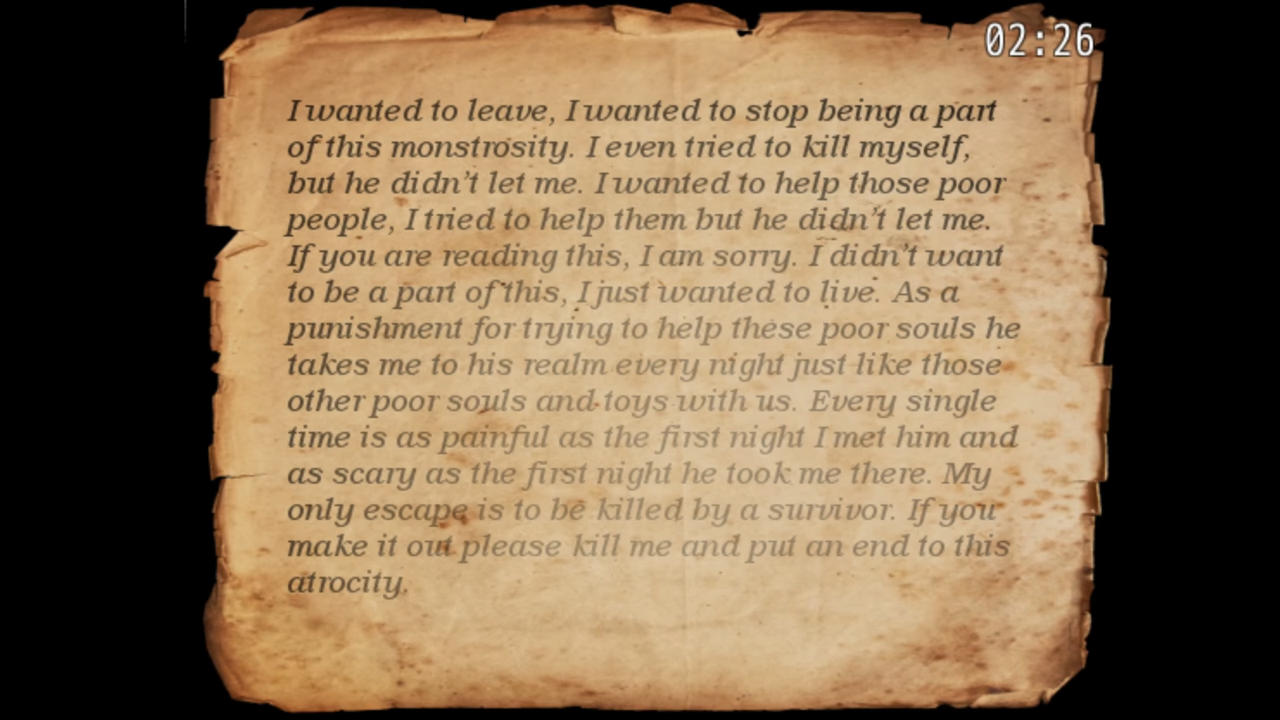 02:26
I wanted to leave, I wanted to stop being a part
of this monstrosity. I even tried to kill myself,
but he didn't let me. I wanted to help those poor
people, I tried to help them but he didn't let me.
If you are reading this, I am sorry. I didn't want
to be a part of this, I just wanted to live. As a
punishment for trying to help these poor souls he
takes me to his realm every night just like those
other poor souls and toys with us. Every single
time is as painful as the first night I met him and
as scary as the first night he took me there. My
only escape is to be killed by a survivor. If you
make it out please kill me and put an end to this
atrocity.